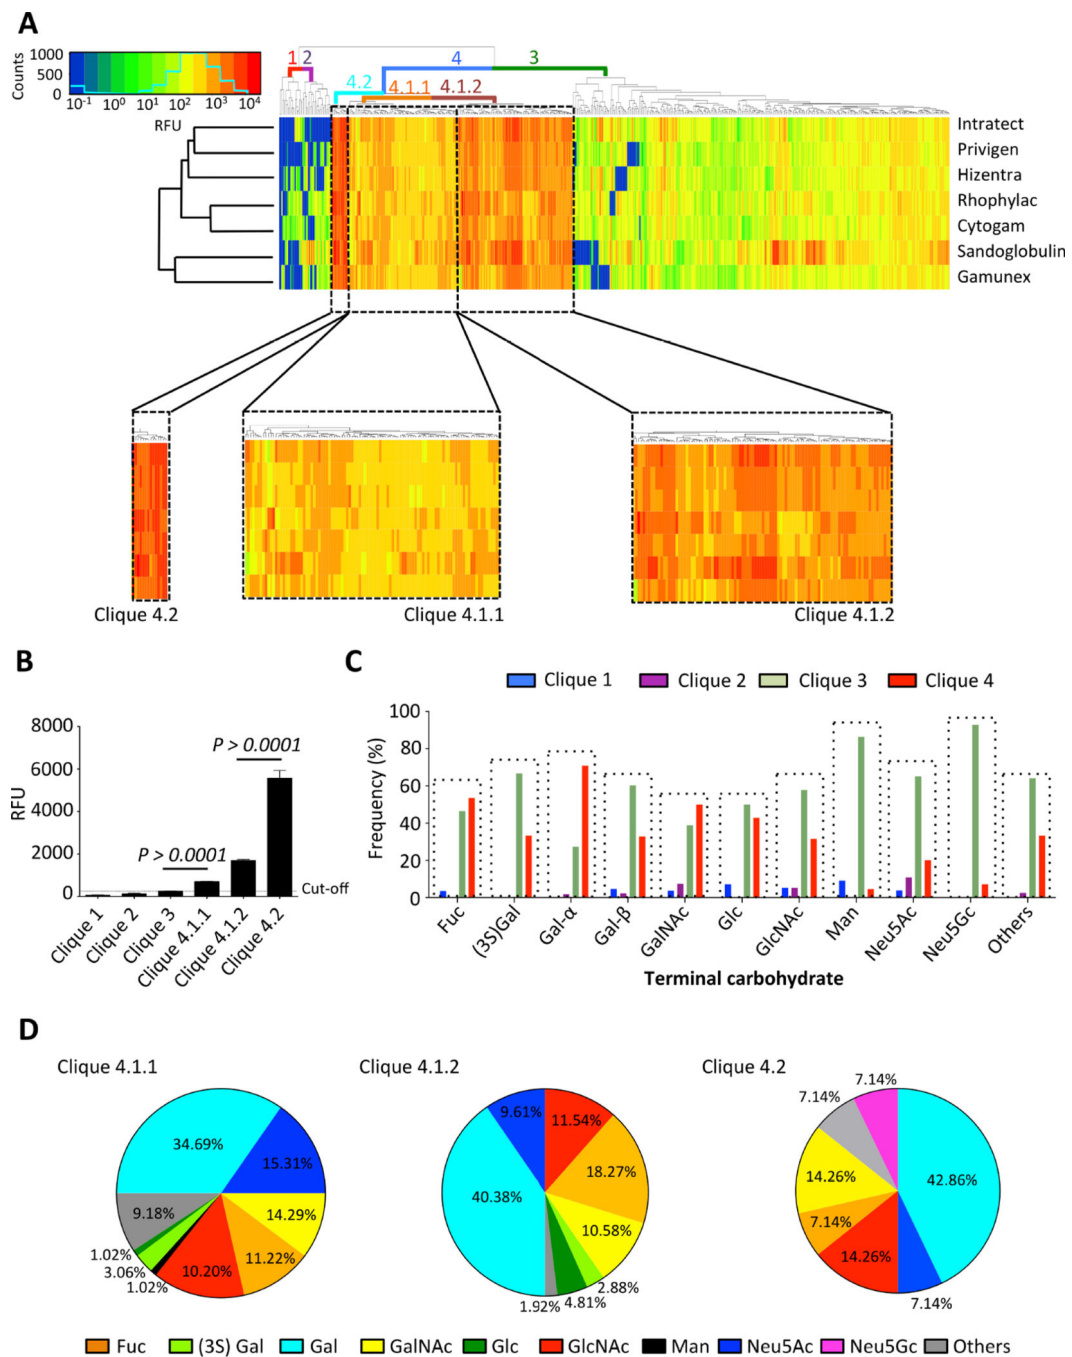 A
Counts
1000
500
0
10-1 10⁰ 10¹ 10² 10³ 10⁴
RFU
1 2 4 3
4.2 4.1.1 4.1.2
Intratect
Privigen
Hizentra
Rhophylac
Cytogam
Sandoglobulin
Gamunex
Clique 4.2
Clique 4.1.1
Clique 4.1.2
B
RFU
8000
6000
4000
2000
0
P > 0.0001
P > 0.0001
Cut-off
Clique 1
Clique 2
Clique 3
Clique 4.1.1
Clique 4.1.2
Clique 4.2
C
Clique 1 Clique 2 Clique 3 Clique 4
Frequency (%)
100
80
60
40
20
0
Fuc
(3S)Gal
Gal-α
Gal-β
GalNAc
Glc
GlcNAc
Man
Neu5Ac
Neu5Gc
Others
Terminal carbohydrate
D
Clique 4.1.1
34.69%
15.31%
14.29%
11.22%
10.20%
1.02%
3.06%
1.02%
9.18%
Clique 4.1.2
9.61%
11.54%
18.27%
10.58%
2.88%
4.81%
1.92%
40.38%
Clique 4.2
7.14%
7.14%
42.86%
14.26%
7.14%
14.26%
7.14%
Fuc (3S) Gal Gal GalNAc Glc GlcNAc Man Neu5Ac Neu5Gc Others